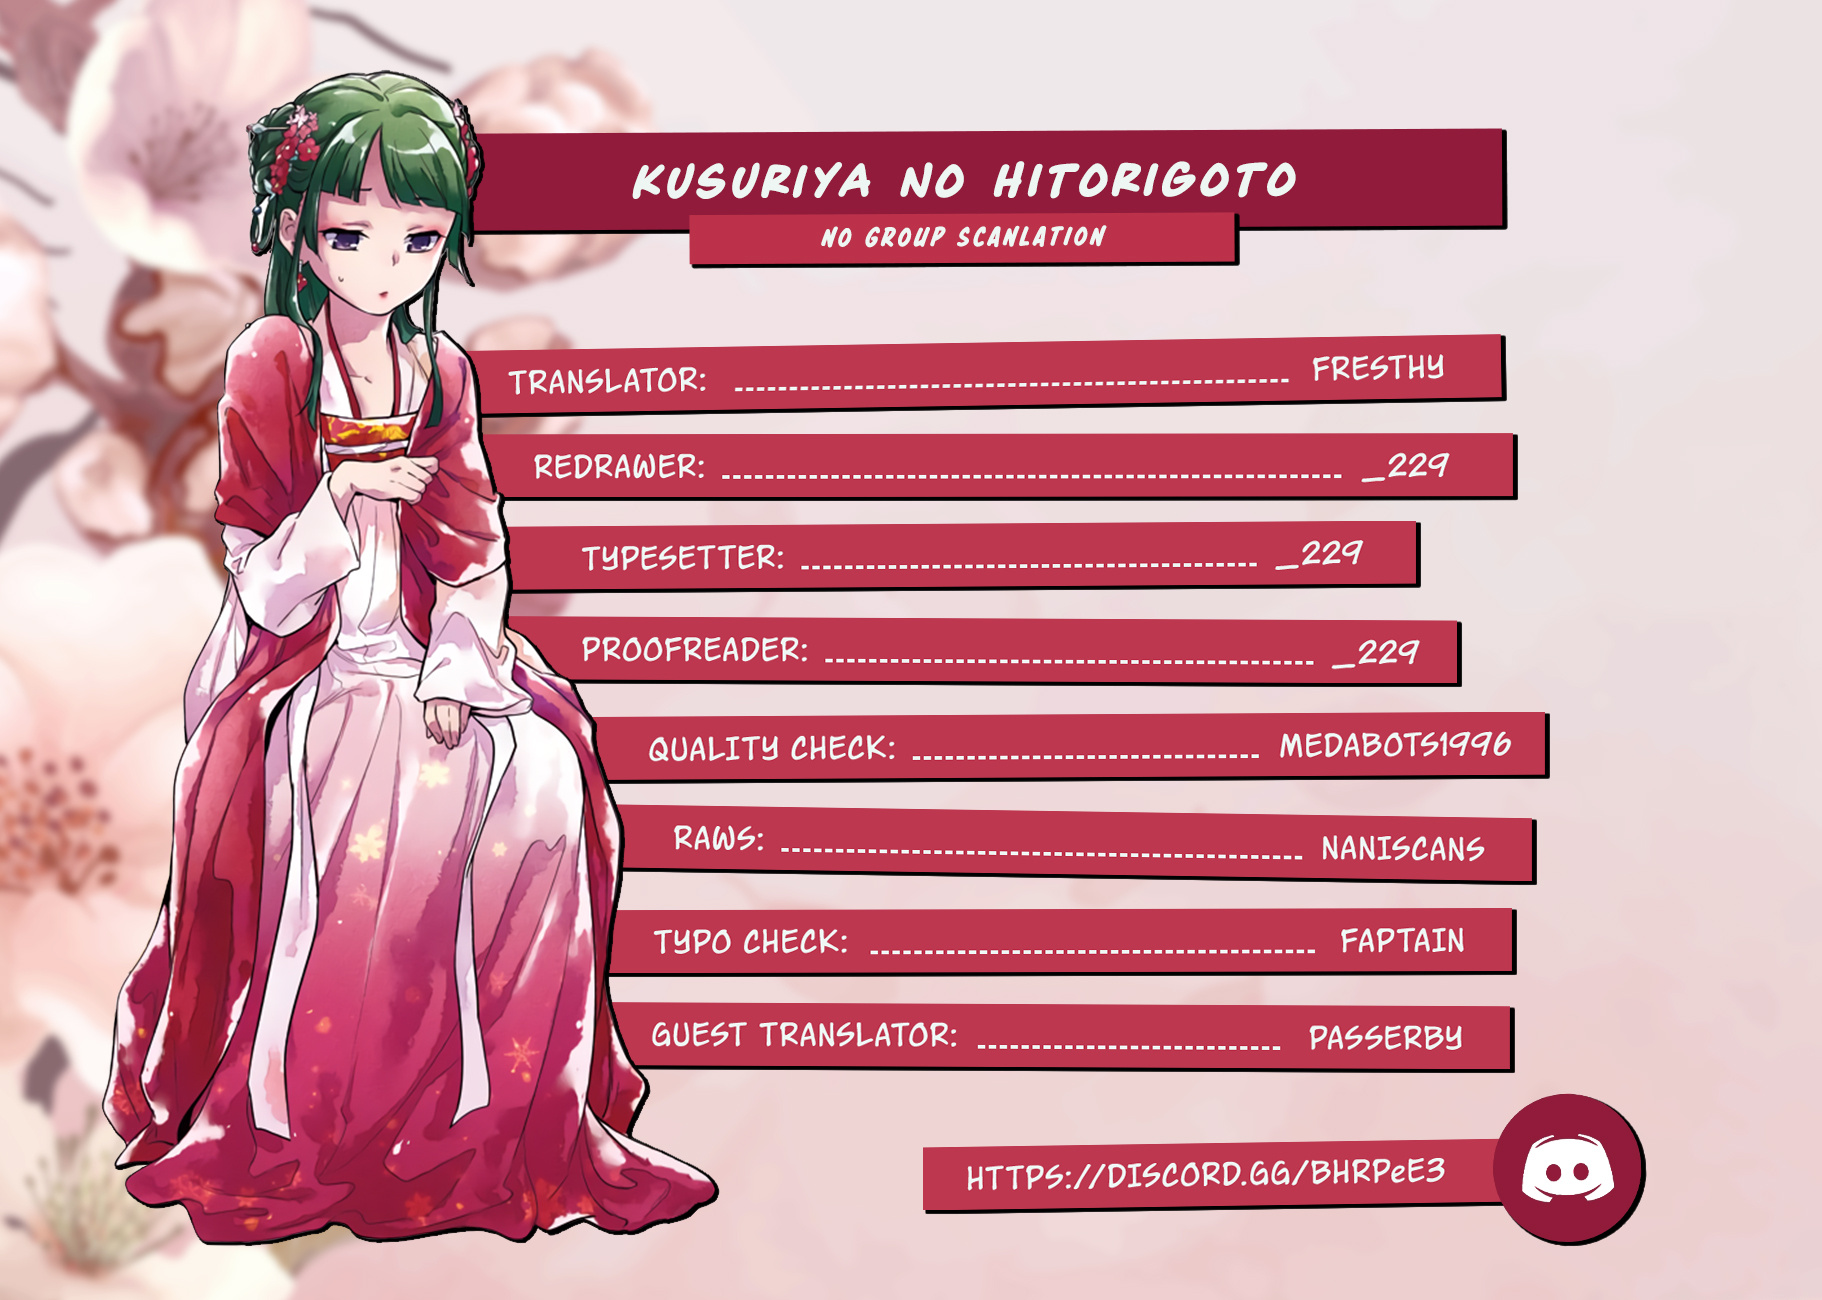 KUSURIYA NO HITORIGOTO
NO GROUP SCANLATION
TRANSLATOR: FRESTHY
REDRAWER: _229
TYPESETTER: _229
PROOFREADER: _229
QUALITY CHECK: MEDABOTS1996
RAWS: NANISCANS
TYPO CHECK: FAPTAIN
GUEST TRANSLATOR: PASSERBY
HTTPS://DISCORD.GG/BHRPeE3